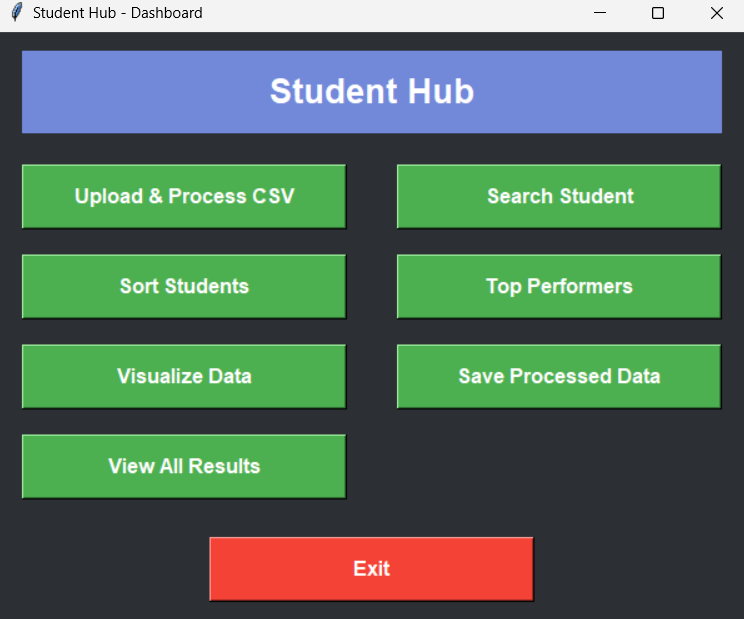 Student Hub - Dashboard
Student Hub
Upload & Process CSV
Search Student
Sort Students
Top Performers
Visualize Data
Save Processed Data
View All Results
Exit